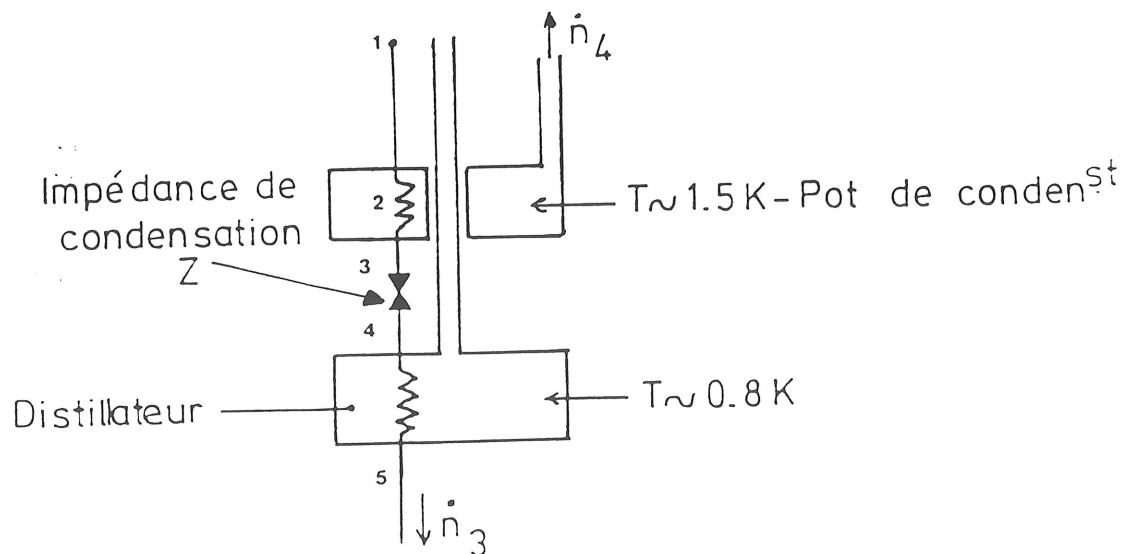 1
ṅ4
Impédance de
condensation
Z
2
T~1.5K-Pot de condenst
3
4
Distillateur
T~0.8K
5
ṅ3